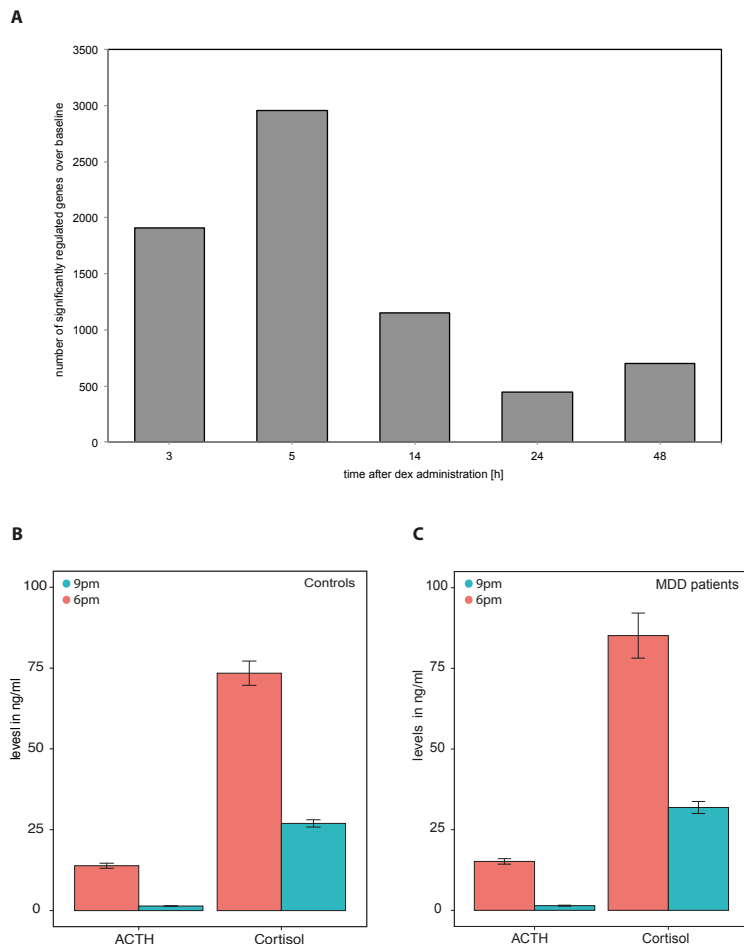 A
3500
3000
2500
2000
1500
1000
500
0
number of significantly regulated genes over baseline
3 5 14 24 48
time after dex administration [h]
B
9pm
6pm
Controls
100
75
50
25
0
levesl in ng/ml
ACTH Cortisol
C
9pm
6pm
MDD patients
100
75
50
25
0
levels in ng/ml
ACTH Cortisol